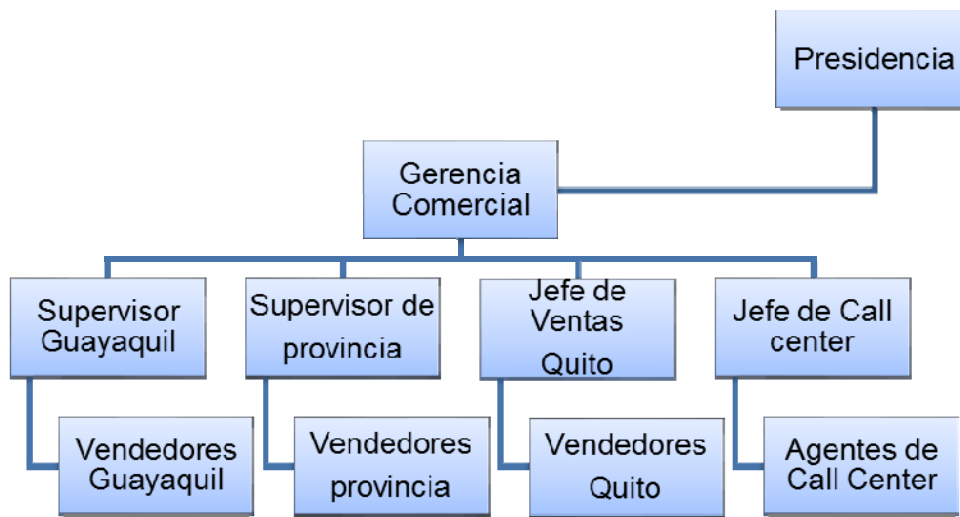 Presidencia
Gerencia
Comercial
Supervisor
Guayaquil
Supervisor de
provincia
Jefe de
Ventas
Quito
Jefe de Call
center
Vendedores
Guayaquil
Vendedores
provincia
Vendedores
Quito
Agentes de
Call Center